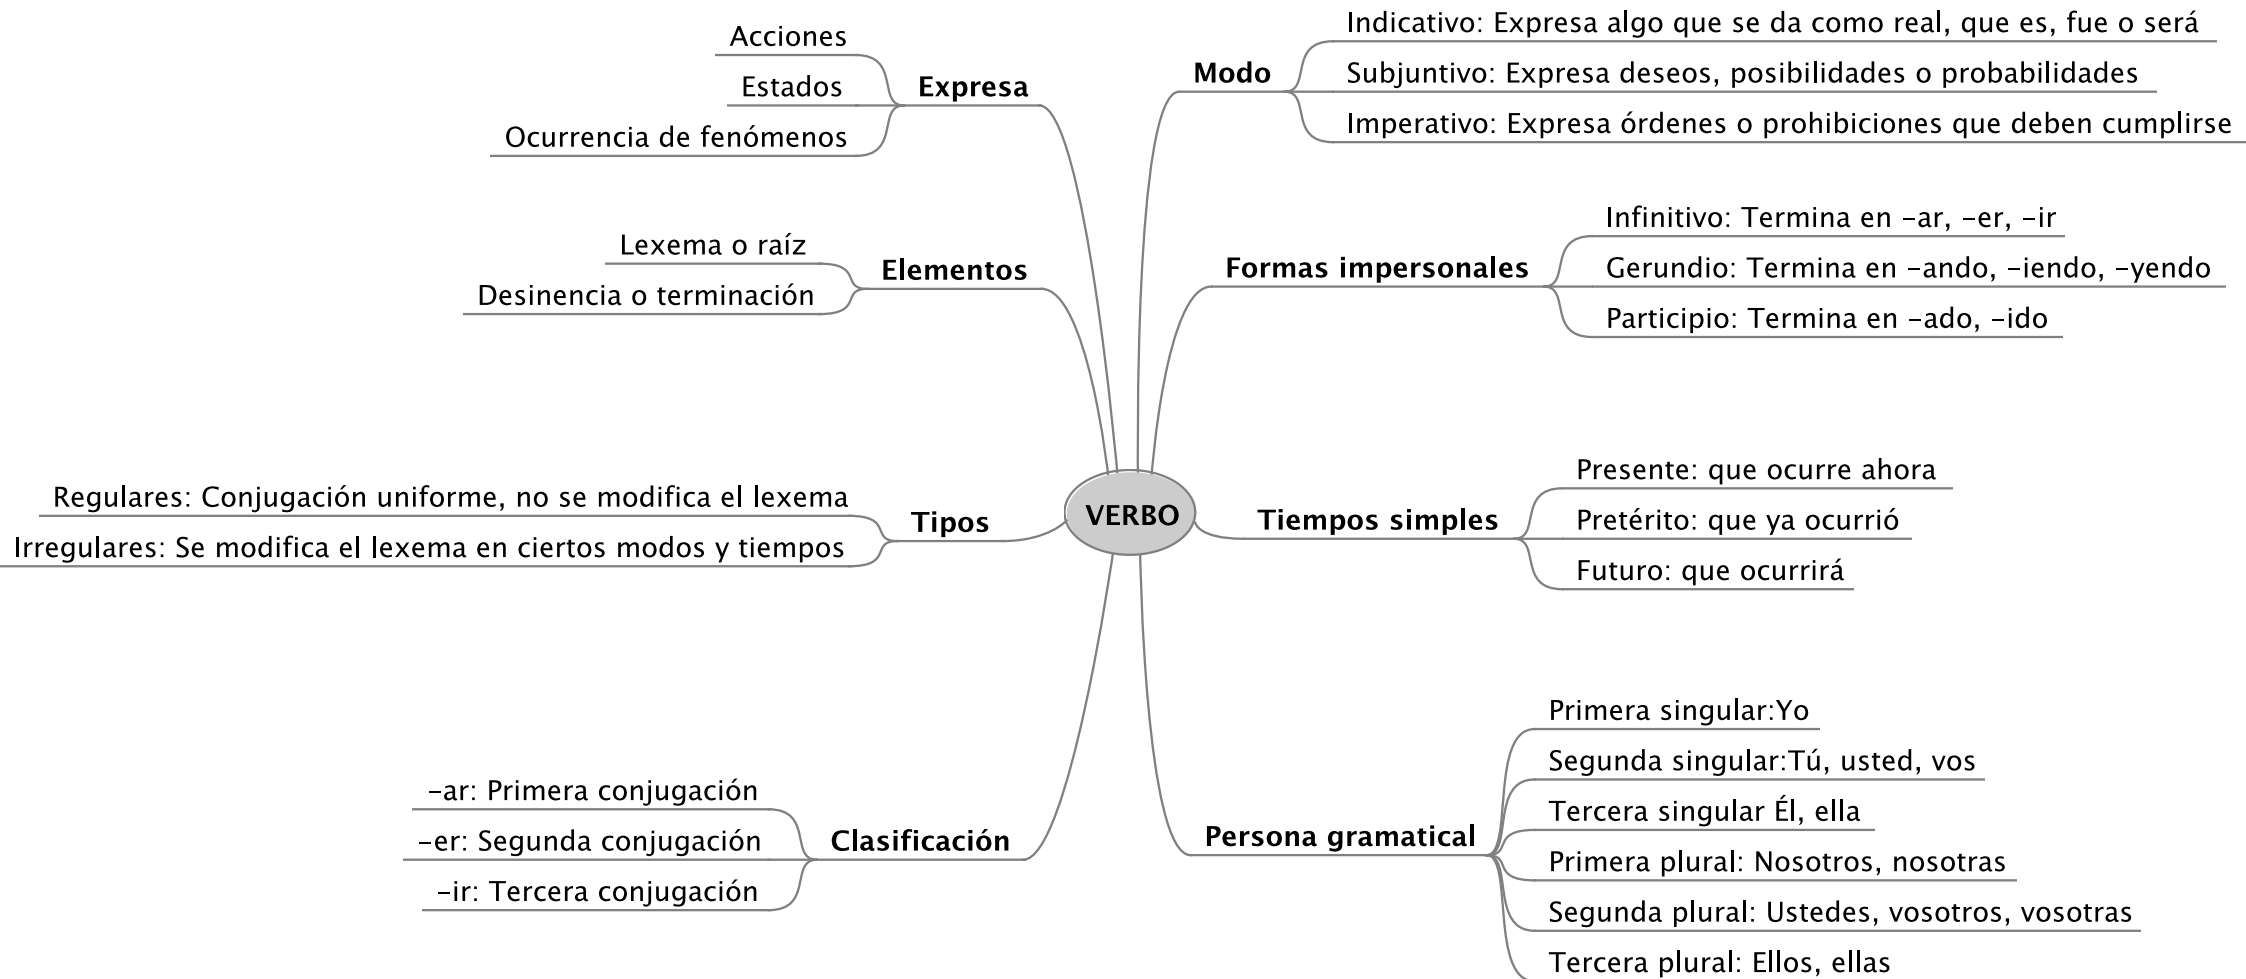 Acciones
Estados
Ocurrencia de fenómenos
Expresa
Lexema o raíz
Desinencia o terminación
Elementos
Regulares: Conjugación uniforme, no se modifica el lexema
Irregulares: Se modifica el lexema en ciertos modos y tiempos
Tipos
-ar: Primera conjugación
-er: Segunda conjugación
-ir: Tercera conjugación
Clasificación
VERBO
Modo
Indicativo: Expresa algo que se da como real, que es, fue o será
Subjuntivo: Expresa deseos, posibilidades o probabilidades
Imperativo: Expresa órdenes o prohibiciones que deben cumplirse
Formas impersonales
Infinitivo: Termina en -ar, -er, -ir
Gerundio: Termina en -ando, -iendo, -yendo
Participio: Termina en -ado, -ido
Tiempos simples
Presente: que ocurre ahora
Pretérito: que ya ocurrió
Futuro: que ocurrirá
Persona gramatical
Primera singular:Yo
Segunda singular:Tú, usted, vos
Tercera singular Él, ella
Primera plural: Nosotros, nosotras
Segunda plural: Ustedes, vosotros, vosotras
Tercera plural: Ellos, ellas